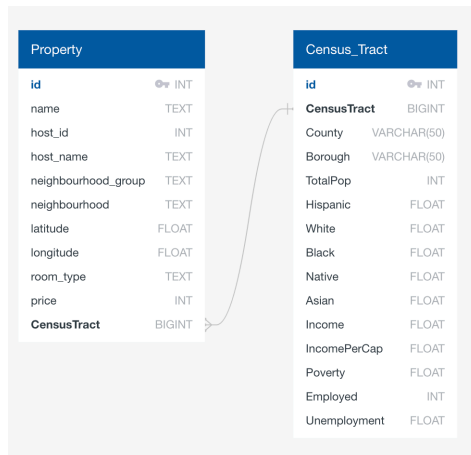 Property
id INT
name TEXT
host_id INT
host_name TEXT
neighbourhood_group TEXT
neighbourhood TEXT
latitude FLOAT
longitude FLOAT
room_type TEXT
price INT
CensusTract BIGINT
Census_Tract
id INT
CensusTract BIGINT
County VARCHAR(50)
Borough VARCHAR(50)
TotalPop INT
Hispanic FLOAT
White FLOAT
Black FLOAT
Native FLOAT
Asian FLOAT
Income FLOAT
IncomePerCap FLOAT
Poverty FLOAT
Employed INT
Unemployment FLOAT